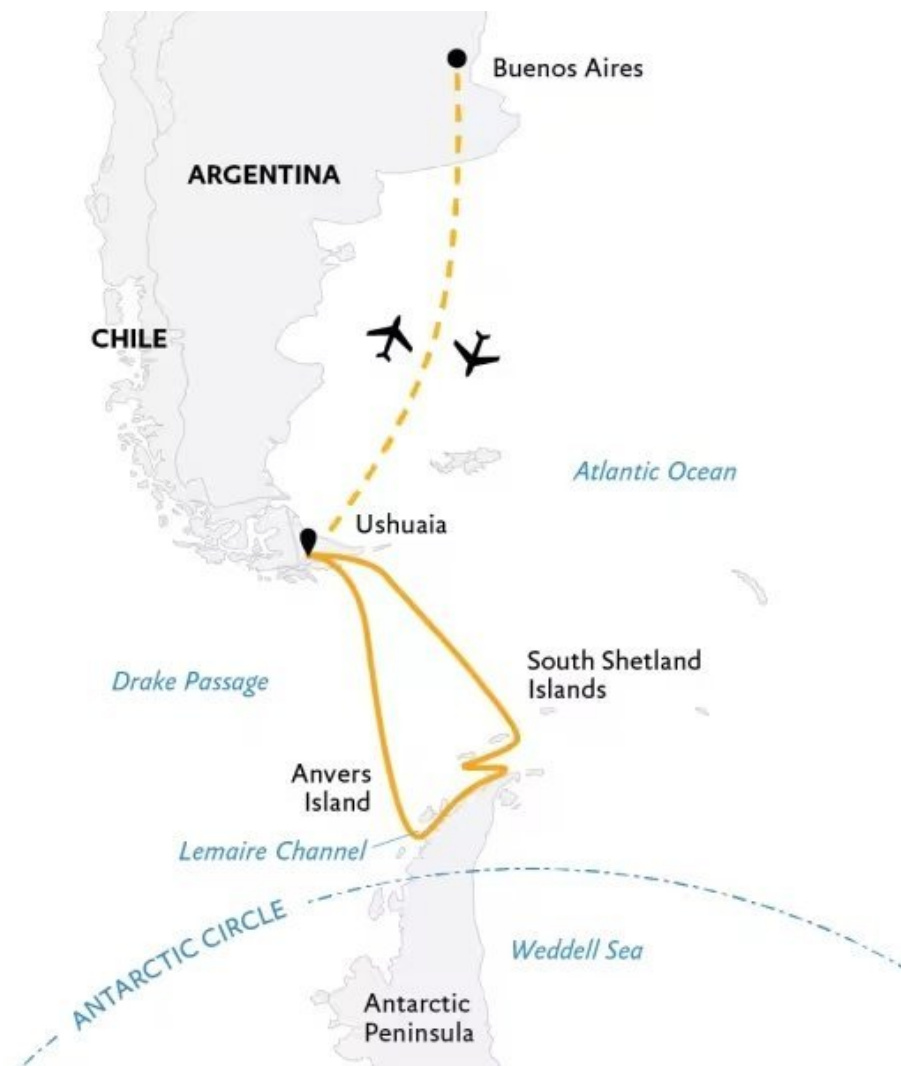 Buenos Aires
ARGENTINA
CHILE
Atlantic Ocean
Ushuaia
South Shetland
Islands
Drake Passage
Anvers
Island
Lemaire Channel
ANTARCTIC CIRCLE
Weddell Sea
Antarctic
Peninsula